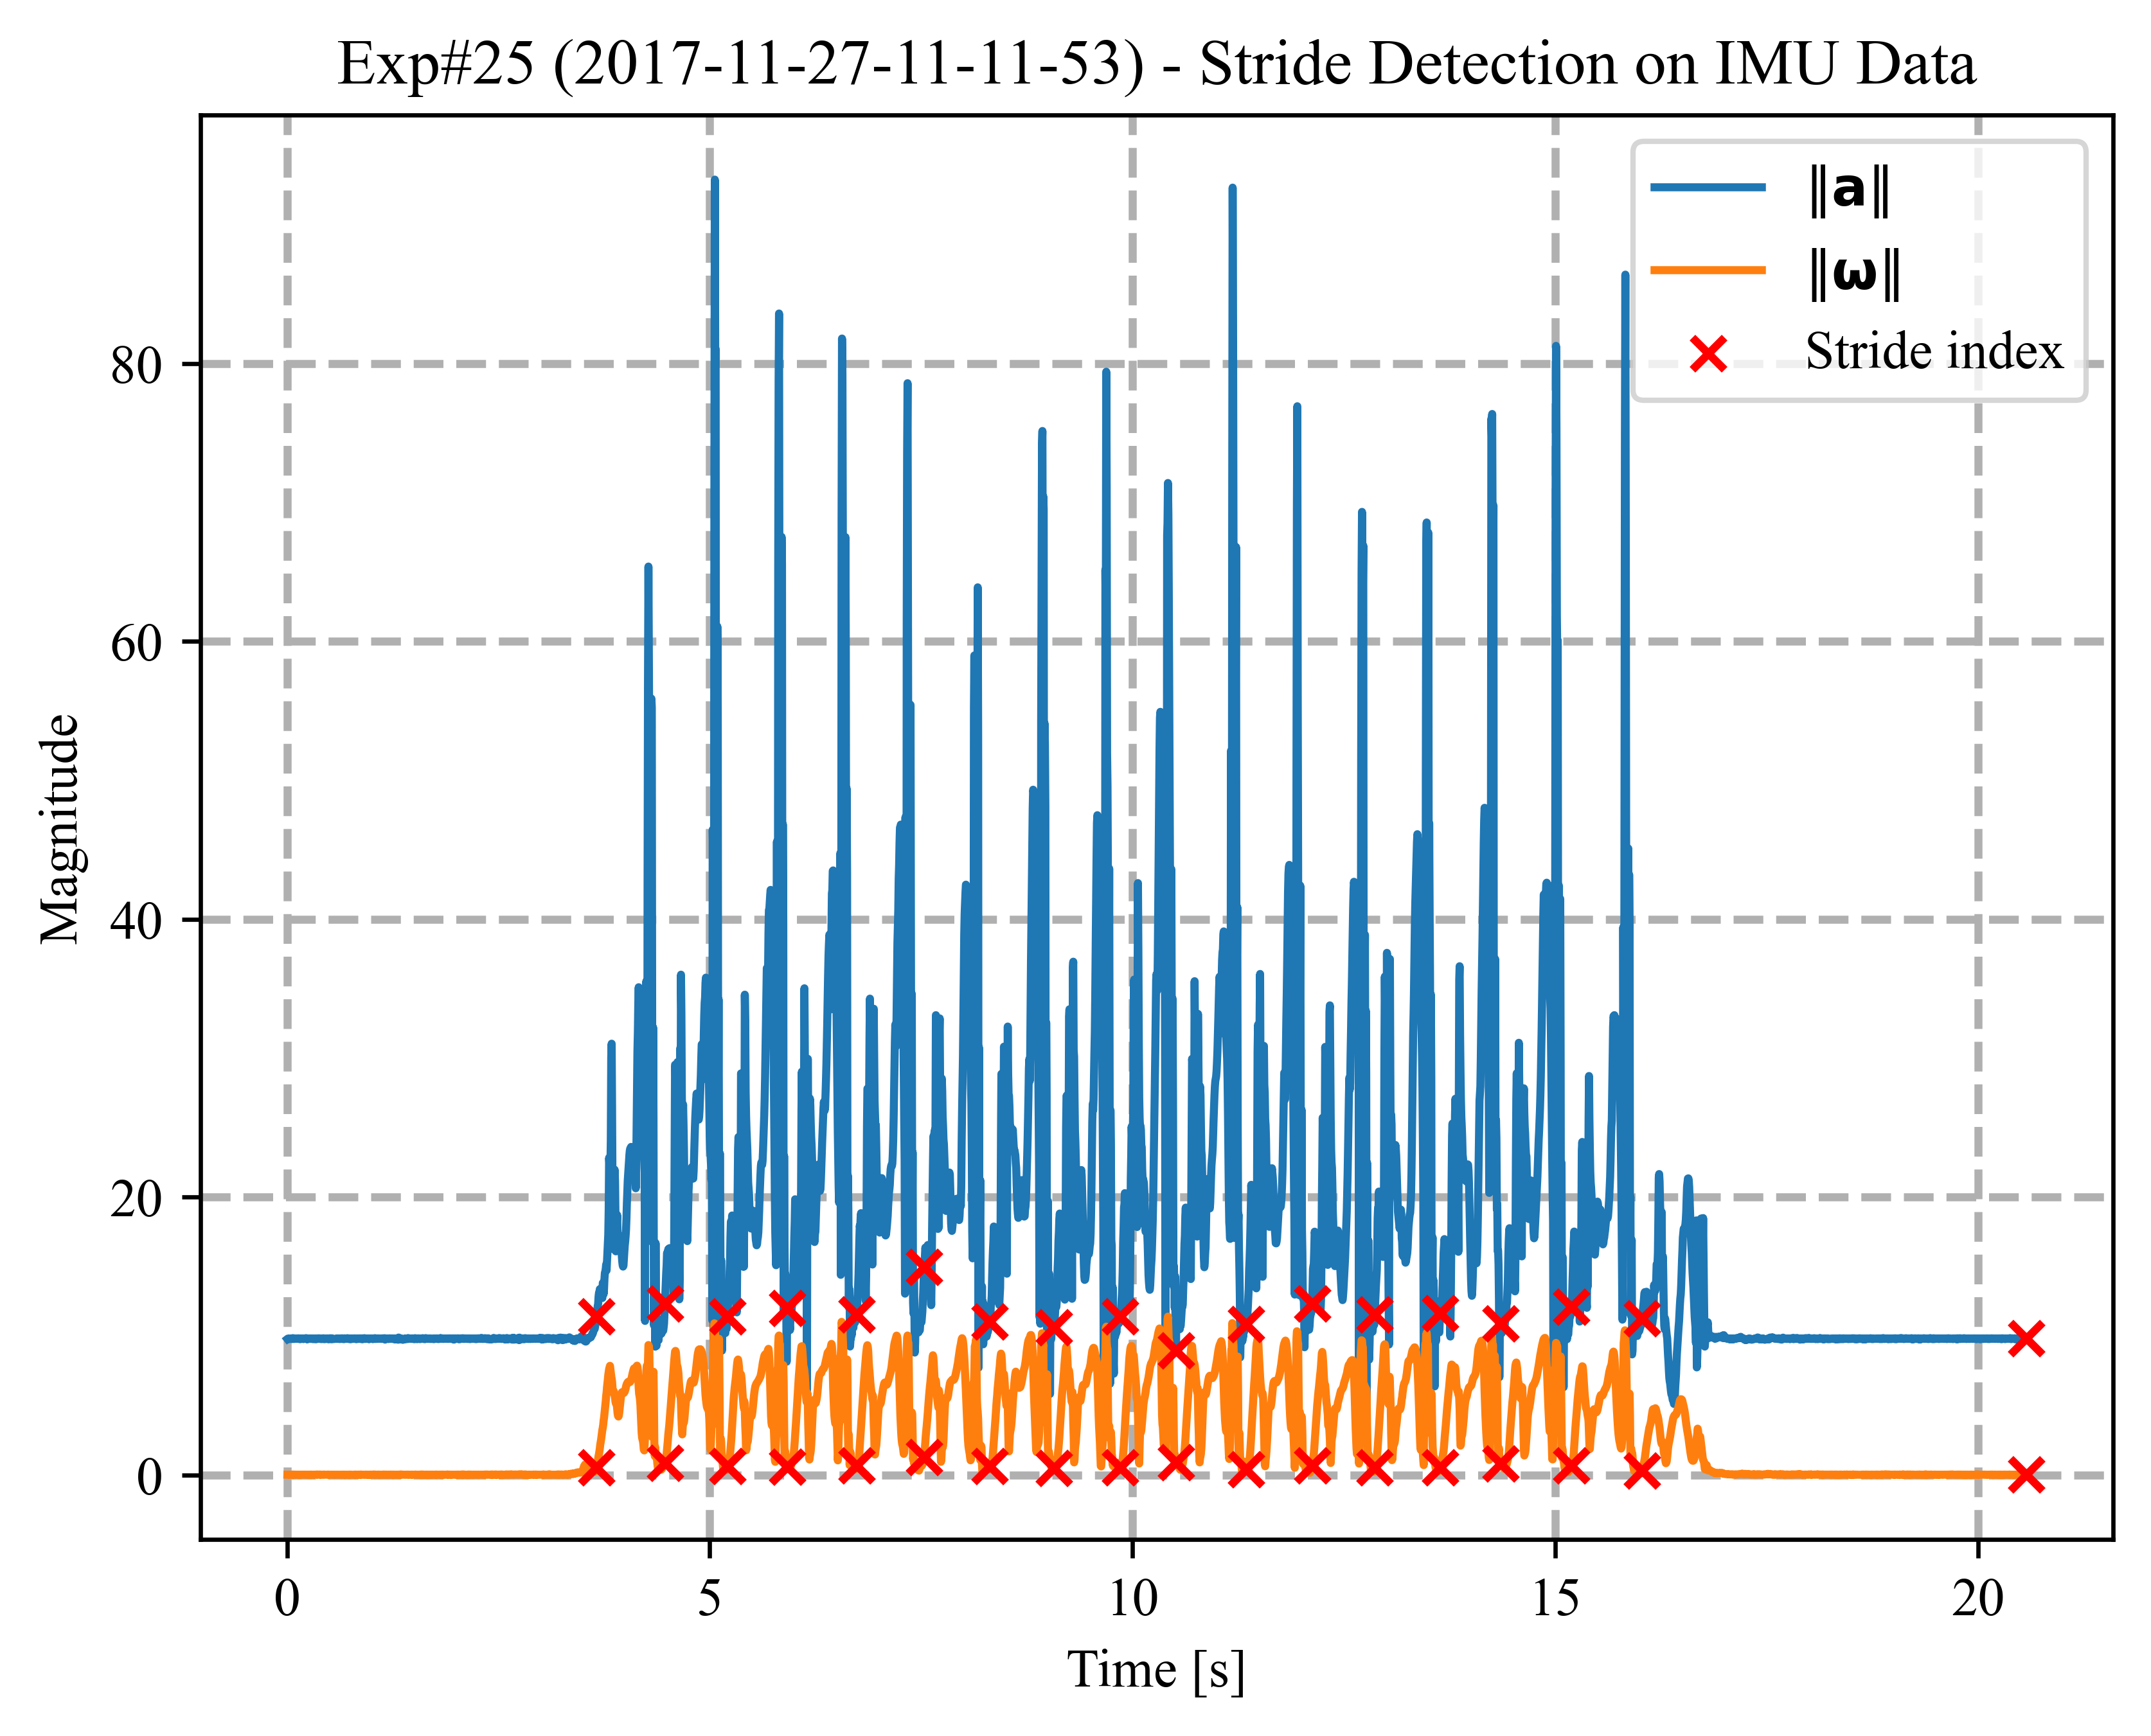 Exp#25 (2017-11-27-11-11-53) - Stride Detection on IMU Data
‖a‖
‖ω‖
Stride index
Magnitude
80
60
40
20
0
0 5 10 15 20
Time [s]